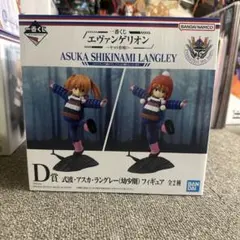 一番くじ
エヴァンゲリオン
ASUKA SHIKINAMI LANGLEY
BANDAI NAMCO
D賞
式波・アスカ・ラングレー(幼少期)フィギュア 全2種
BANDAI